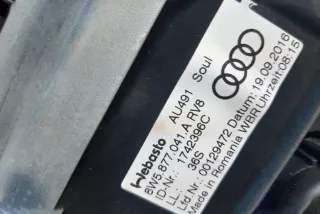 Webasto AU491 Soul
8W5.877.041.A RV8
ID-Nr.: 1742396C
LL: 36S
Lfd.Nr.: 00129472 Datum: 19.09.2016
Made in Romania WBR Uhrzeit: 08:15